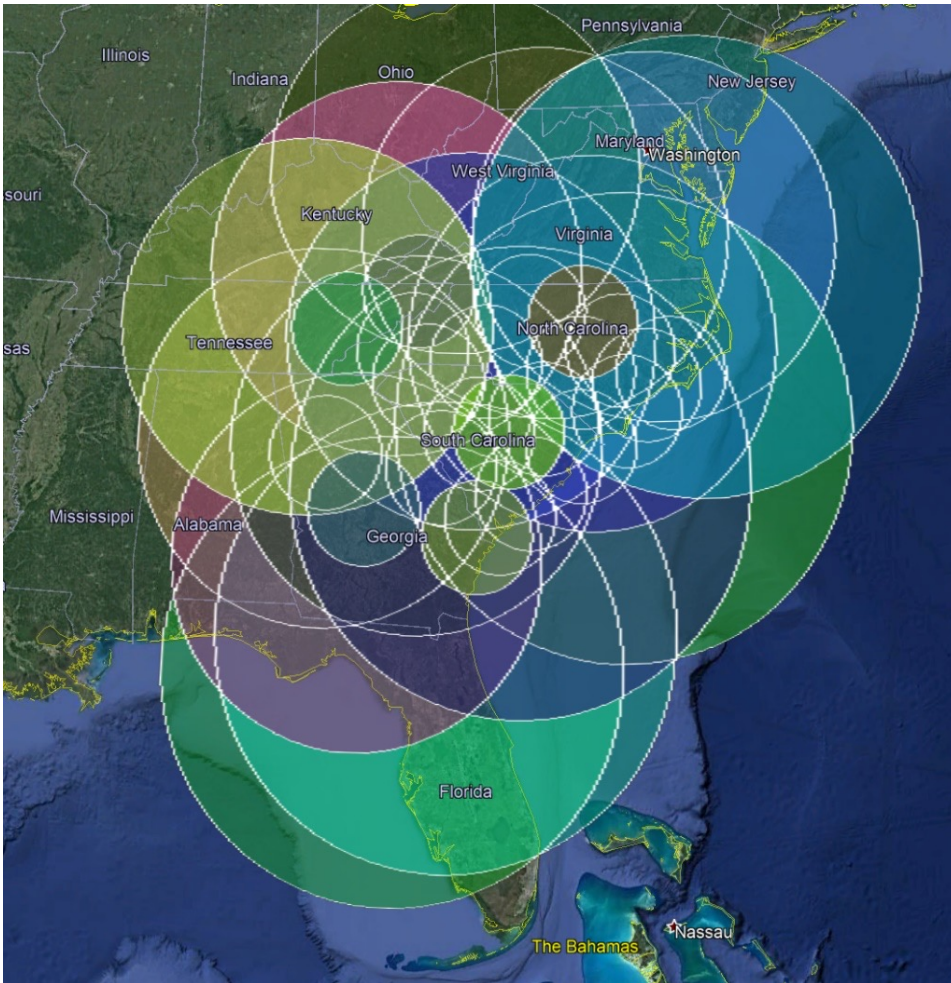 Pennsylvania
Illinois
Indiana
Ohio
New Jersey
Maryland
Washington
West Virginia
souri
Kentucky
Virginia
North Carolina
Tennessee
sas
South Carolina
Mississippi
Alabama
Georgia
Florida
Nassau
The Bahamas